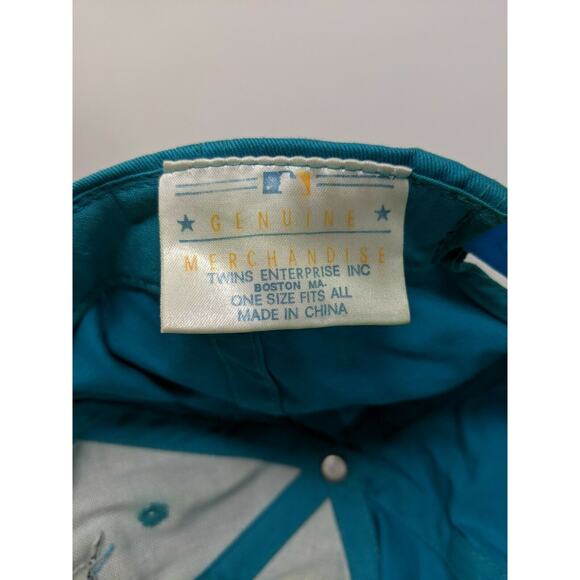 GENUINE
MERCHANDISE
TWINS ENTERPRISE INC
BOSTON MA.
ONE SIZE FITS ALL
MADE IN CHINA